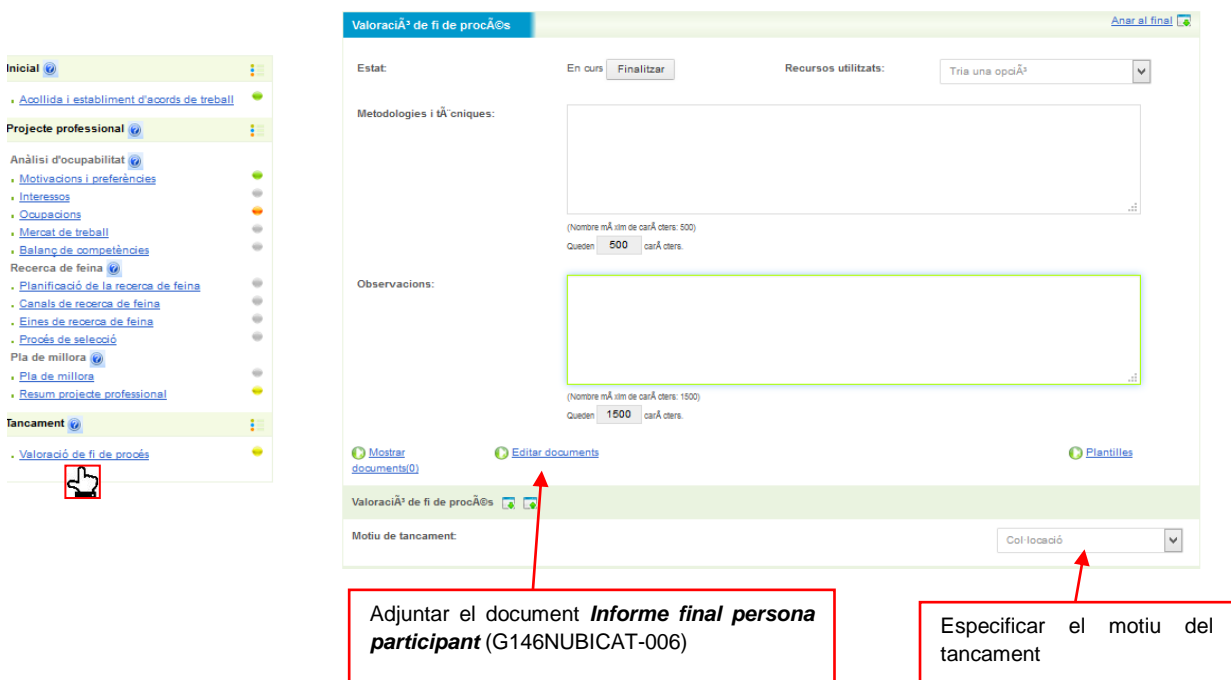 Inicial
Acollida i establiment d'acords de treball
Projecte professional
Anàlisi d'ocupabilitat
Motivacions i preferències
Interessos
Ocupacions
Mercat de treball
Balanç de competències
Recerca de feina
Planificació de la recerca de feina
Canals de recerca de feina
Eines de recerca de feina
Procés de selecció
Pla de millora
Pla de millora
Resum projecte professional
Tancament
Valoració de fi de procés
ValoraciÃ³ de fi de procÃ©s
Anar al final
Estat:
En curs Finalitzar
Recursos utilitzats:
Tria una opciÃ³
Metodologies i tÃ¨cniques:
(Nombre mÃ xim de carÃ cters: 500)
Queden 500 carÃ cters.
Observacions:
(Nombre mÃ xim de carÃ cters: 1500)
Queden 1500 carÃ cters.
Mostrar
documents(0)
Editar documents
Plantilles
ValoraciÃ³ de fi de procÃ©s
Motiu de tancament:
Col·locació
Adjuntar el document Informe final persona
participant (G146NUBICAT-006)
Especificar el motiu del
tancament